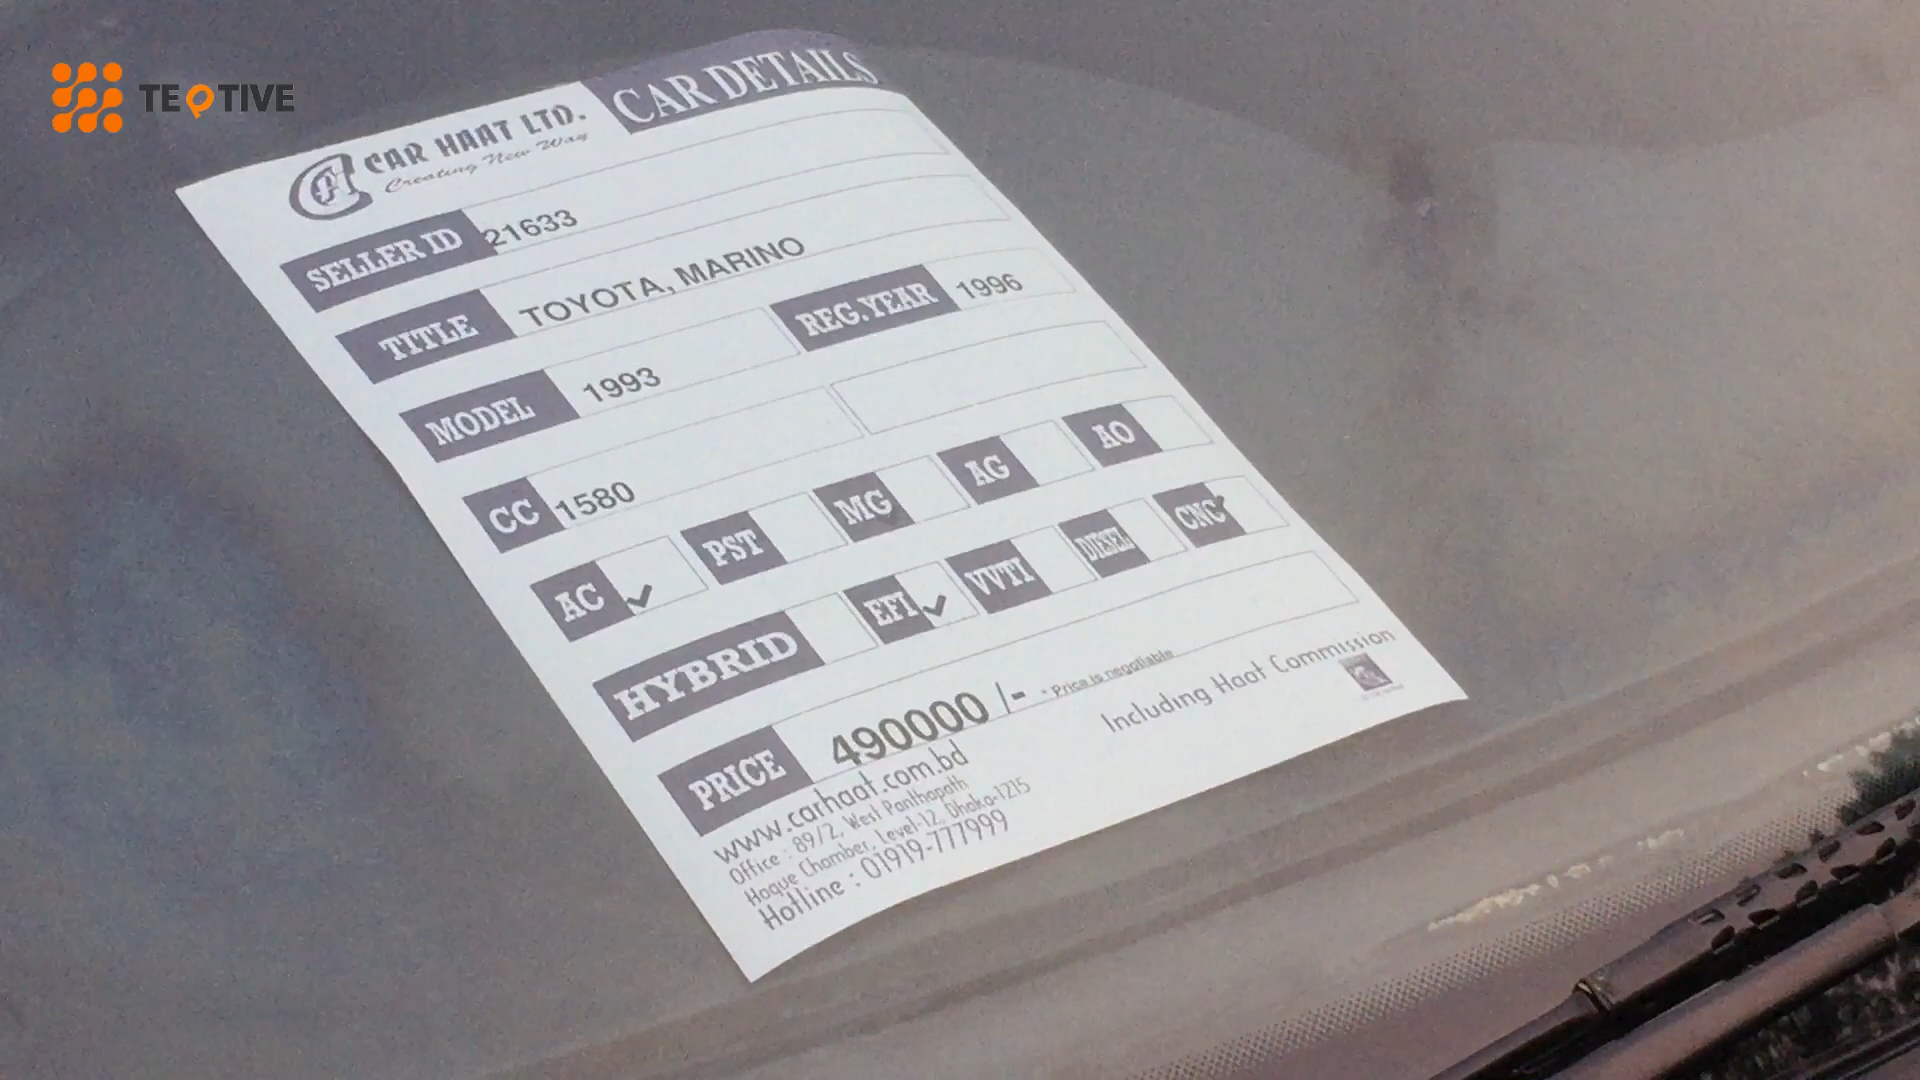 TEQTIVE
CAR HAAT LTD.
Creating New Way
CAR DETAILS
SELLER ID 21633
TITLE TOYOTA, MARINO
MODEL 1993 REG.YEAR 1996
CC 1580
AC ✓ PST MG AG AO
HYBRID EFI ✓ VVTI DIESEL CNC ✓
PRICE 490000 /- * Price is negotiable
www.carhaat.com.bd Including Haat Commission
Office : 89/2, West Panthapath
Hoque Chamber, Level-12, Dhaka-1215
Hotline : 01919-777999